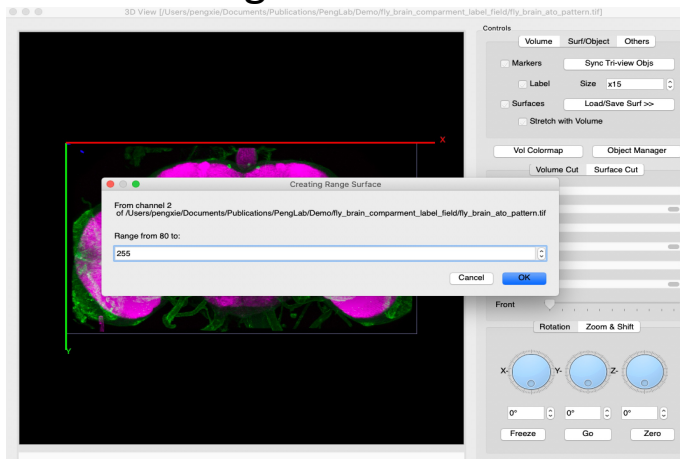 3D View [/Users/pengxie/Documents/Publications/PengLab/Demo/fly_brain_comparment_label_field/fly_brain_ato_pattern.tif]
Controls
Volume Surf/Object Others
Markers Sync Tri-view Objs
Label Size x15
Surfaces Load/Save Surf >>
Stretch with Volume
Vol Colormap Object Manager
Volume Cut Surface Cut
X
Creating Range Surface
From channel 2
of /Users/pengxie/Documents/Publications/PengLab/Demo/fly_brain_comparment_label_field/fly_brain_ato_pattern.tif
Range from 80 to:
255
Cancel OK
Front
Y
Rotation Zoom & Shift
X- Y- Z-
0° 0° 0°
Freeze Go Zero